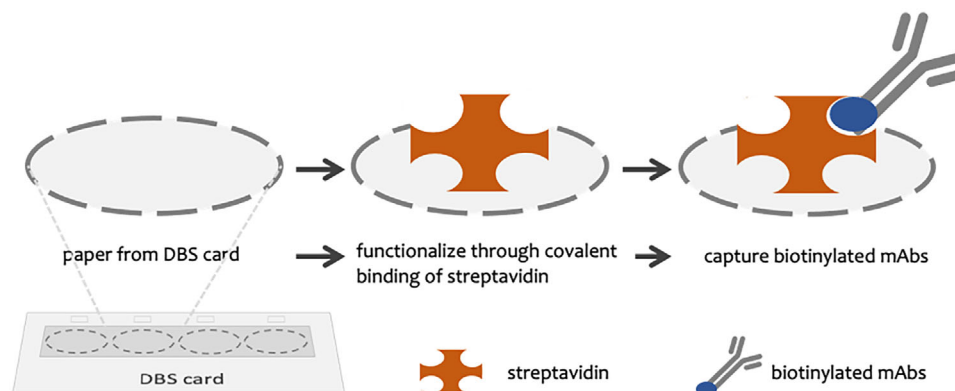 paper from DBS card
functionalize through covalent
binding of streptavidin
capture biotinylated mAbs
DBS card
streptavidin
biotinylated mAbs